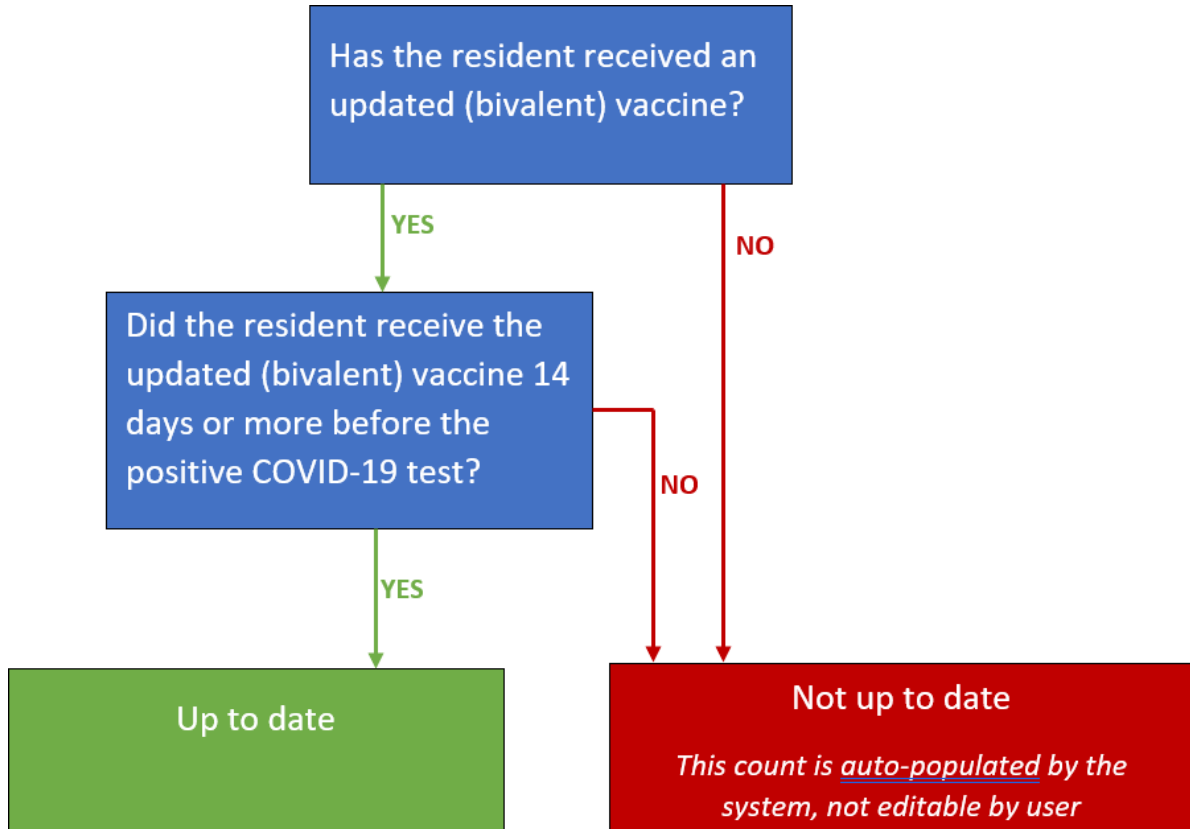 Has the resident received an
updated (bivalent) vaccine?
YES
NO
Did the resident receive the
updated (bivalent) vaccine 14
days or more before the
positive COVID-19 test?
NO
YES
Up to date
Not up to date
This count is auto-populated by the
system, not editable by user